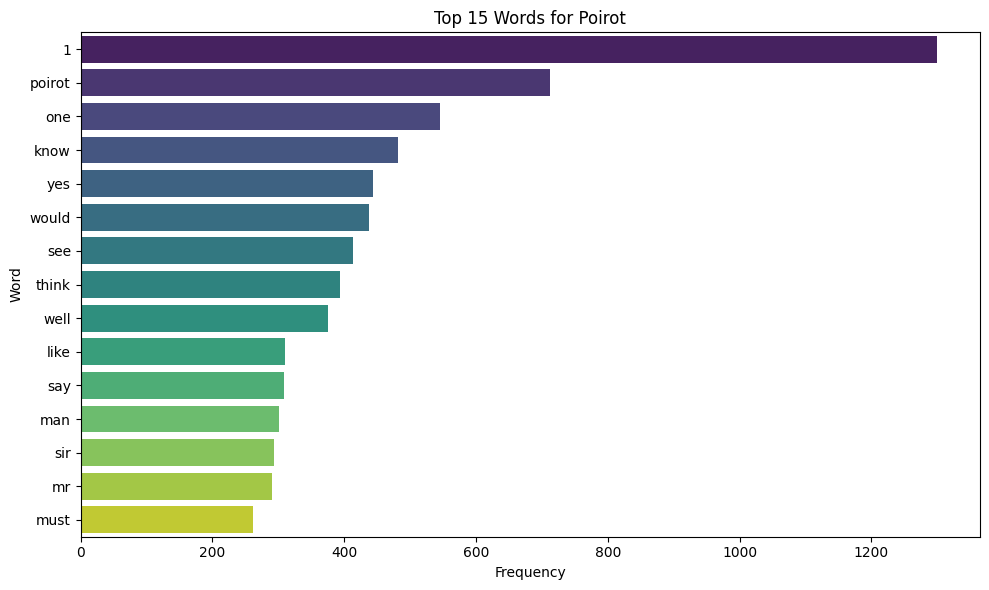 Top 15 Words for Poirot
Word
1
poirot
one
know
yes
would
see
think
well
like
say
man
sir
mr
must
0 200 400 600 800 1000 1200
Frequency